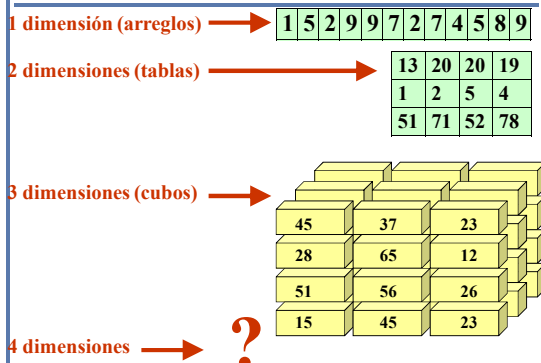 1 dimensión (arreglos)
1 5 2 9 9 7 2 7 4 5 8 9
2 dimensiones (tablas)
13 20 20 19
1 2 5 4
51 71 52 78
3 dimensiones (cubos)
45 37 23
28 65 12
51 56 26
15 45 23
4 dimensiones
?